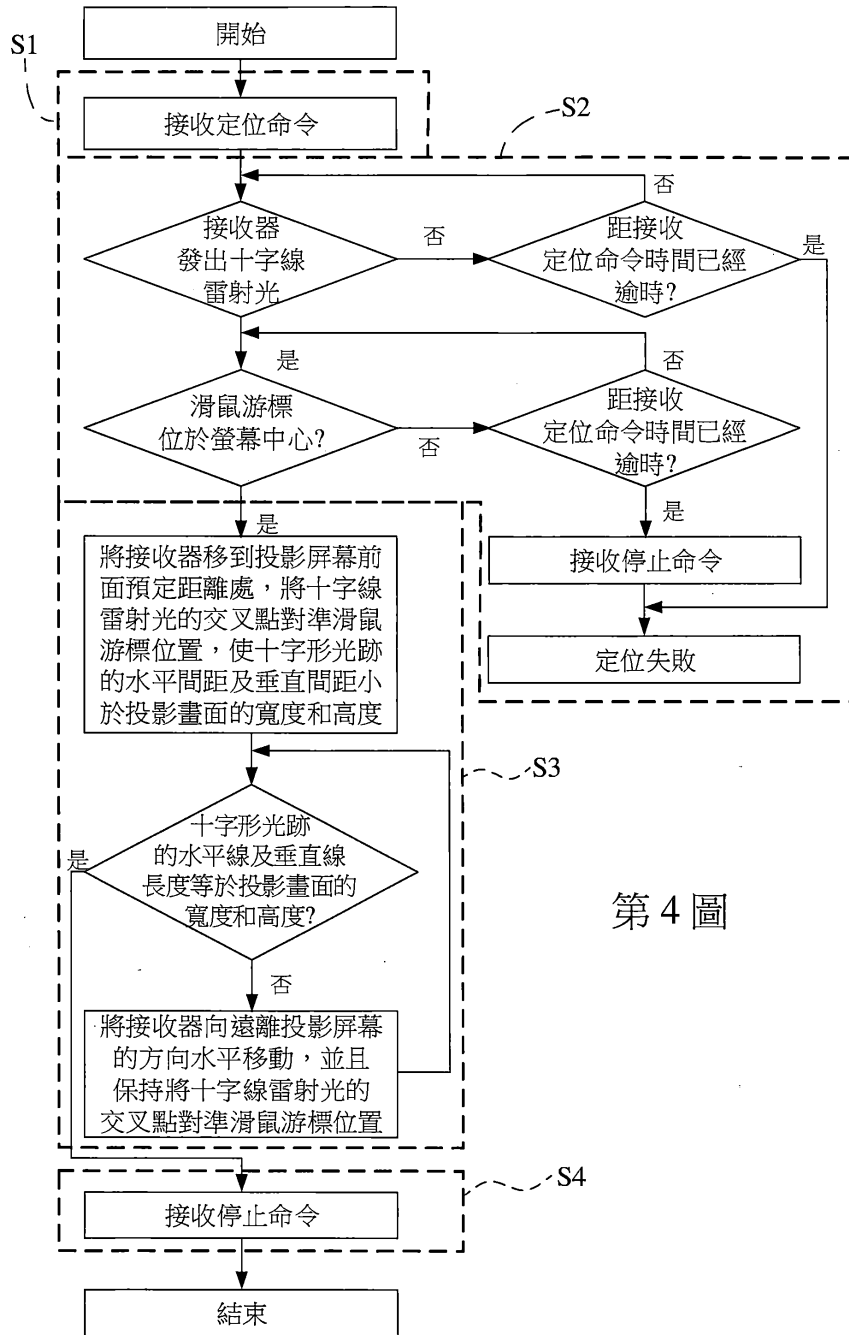 開始
S1
接收定位命令
S2
否
接收器
發出十字線
雷射光
否
距接收
定位命令時間已經
逾時?
是
是
否
滑鼠游標
位於螢幕中心?
否
距接收
定位命令時間已經
逾時?
是
是
將接收器移到投影屏幕前
面預定距離處，將十字線
雷射光的交叉點對準滑鼠
游標位置，使十字形光跡
的水平間距及垂直間距小
於投影畫面的寬度和高度
接收停止命令
定位失敗
S3
十字形光跡
的水平線及垂直線
長度等於投影畫面的
寬度和高度?
是
否
第 4 圖
將接收器向遠離投影屏幕
的方向水平移動，並且
保持將十字線雷射光的
交叉點對準滑鼠游標位置
S4
接收停止命令
結束